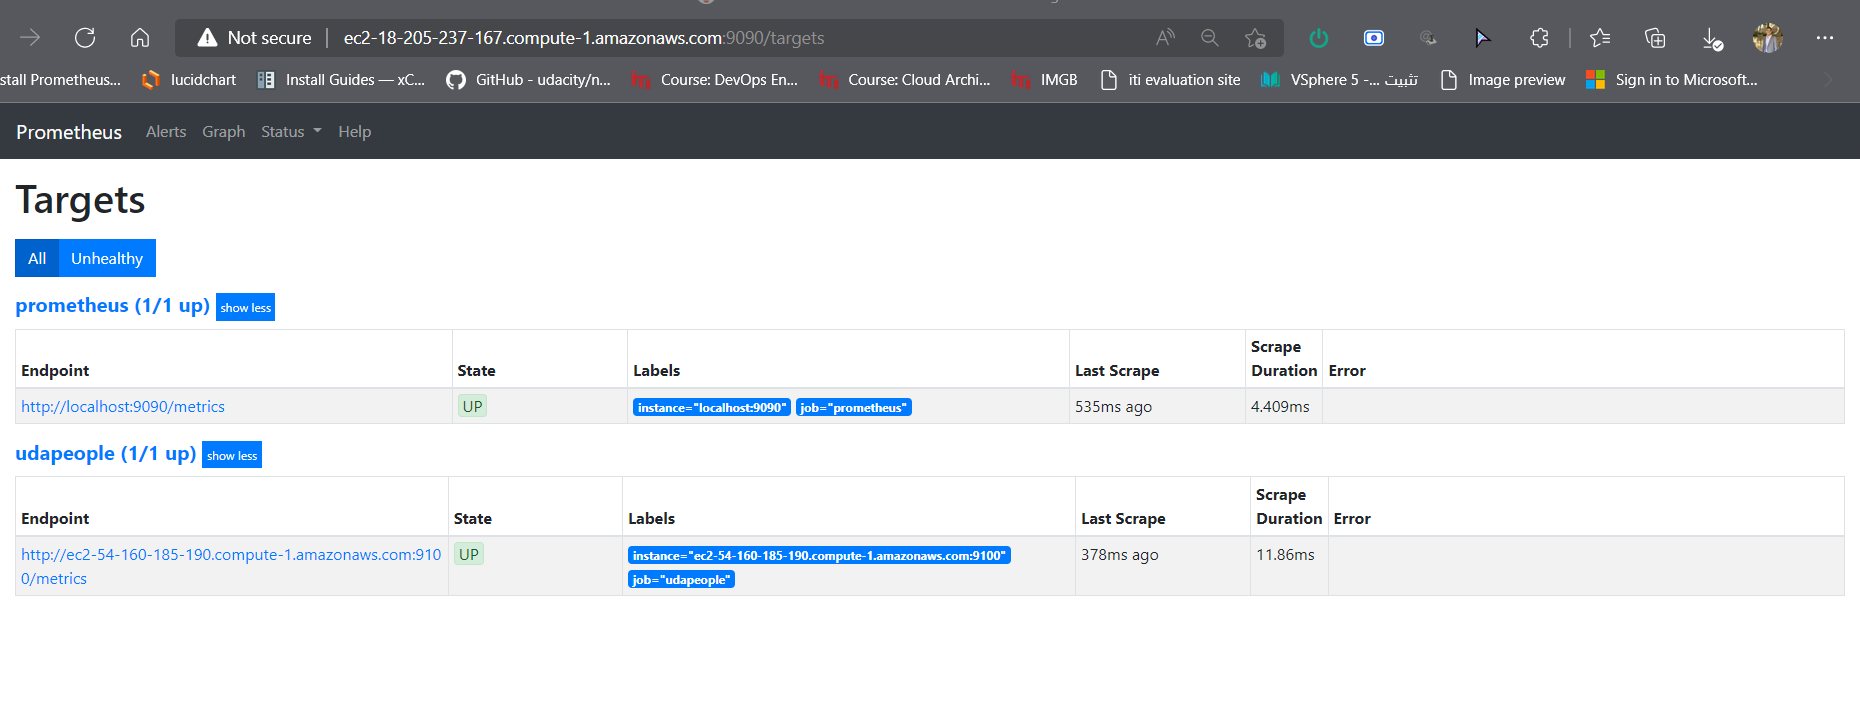 Not secure | ec2-18-205-237-167.compute-1.amazonaws.com:9090/targets
stall Prometheus... lucidchart Install Guides — xC... GitHub - udacity/n... Course: DevOps En... Course: Cloud Archi... IMGB iti evaluation site VSphere 5 -... تثبيت Image preview Sign in to Microsoft...
Prometheus Alerts Graph Status Help
Targets
All Unhealthy
prometheus (1/1 up) show less
Endpoint State Labels Last Scrape Scrape Duration Error
http://localhost:9090/metrics UP instance="localhost:9090" job="prometheus" 535ms ago 4.409ms
udapeople (1/1 up) show less
Endpoint State Labels Last Scrape Scrape Duration Error
http://ec2-54-160-185-190.compute-1.amazonaws.com:910 UP instance="ec2-54-160-185-190.compute-1.amazonaws.com:9100" 378ms ago 11.86ms
0/metrics job="udapeople"